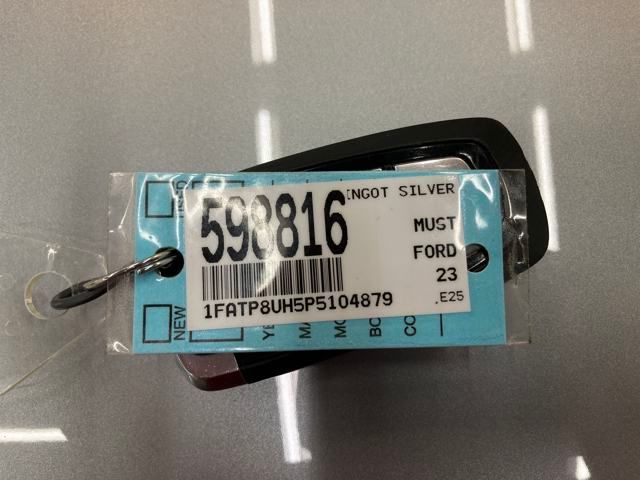 598816
INGOT SILVER
MUST
FORD
23
1FATP8UH5P5104879
.E25
NEW